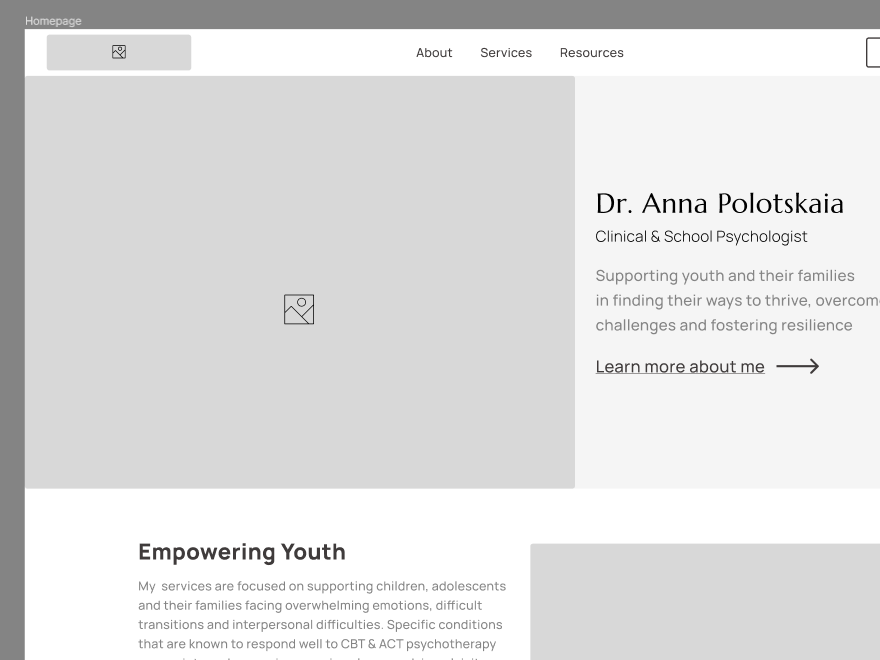 Homepage
About Services Resources
Dr. Anna Polotskaia
Clinical & School Psychologist
Supporting youth and their families
in finding their ways to thrive,
challenges and fostering resilience
Learn more about me
Empowering Youth
My services are focused on supporting children, adolescents
and their families facing overwhelming emotions, difficult
transitions and interpersonal difficulties. Specific conditions
that are known to respond well to CBT & ACT psychotherapy